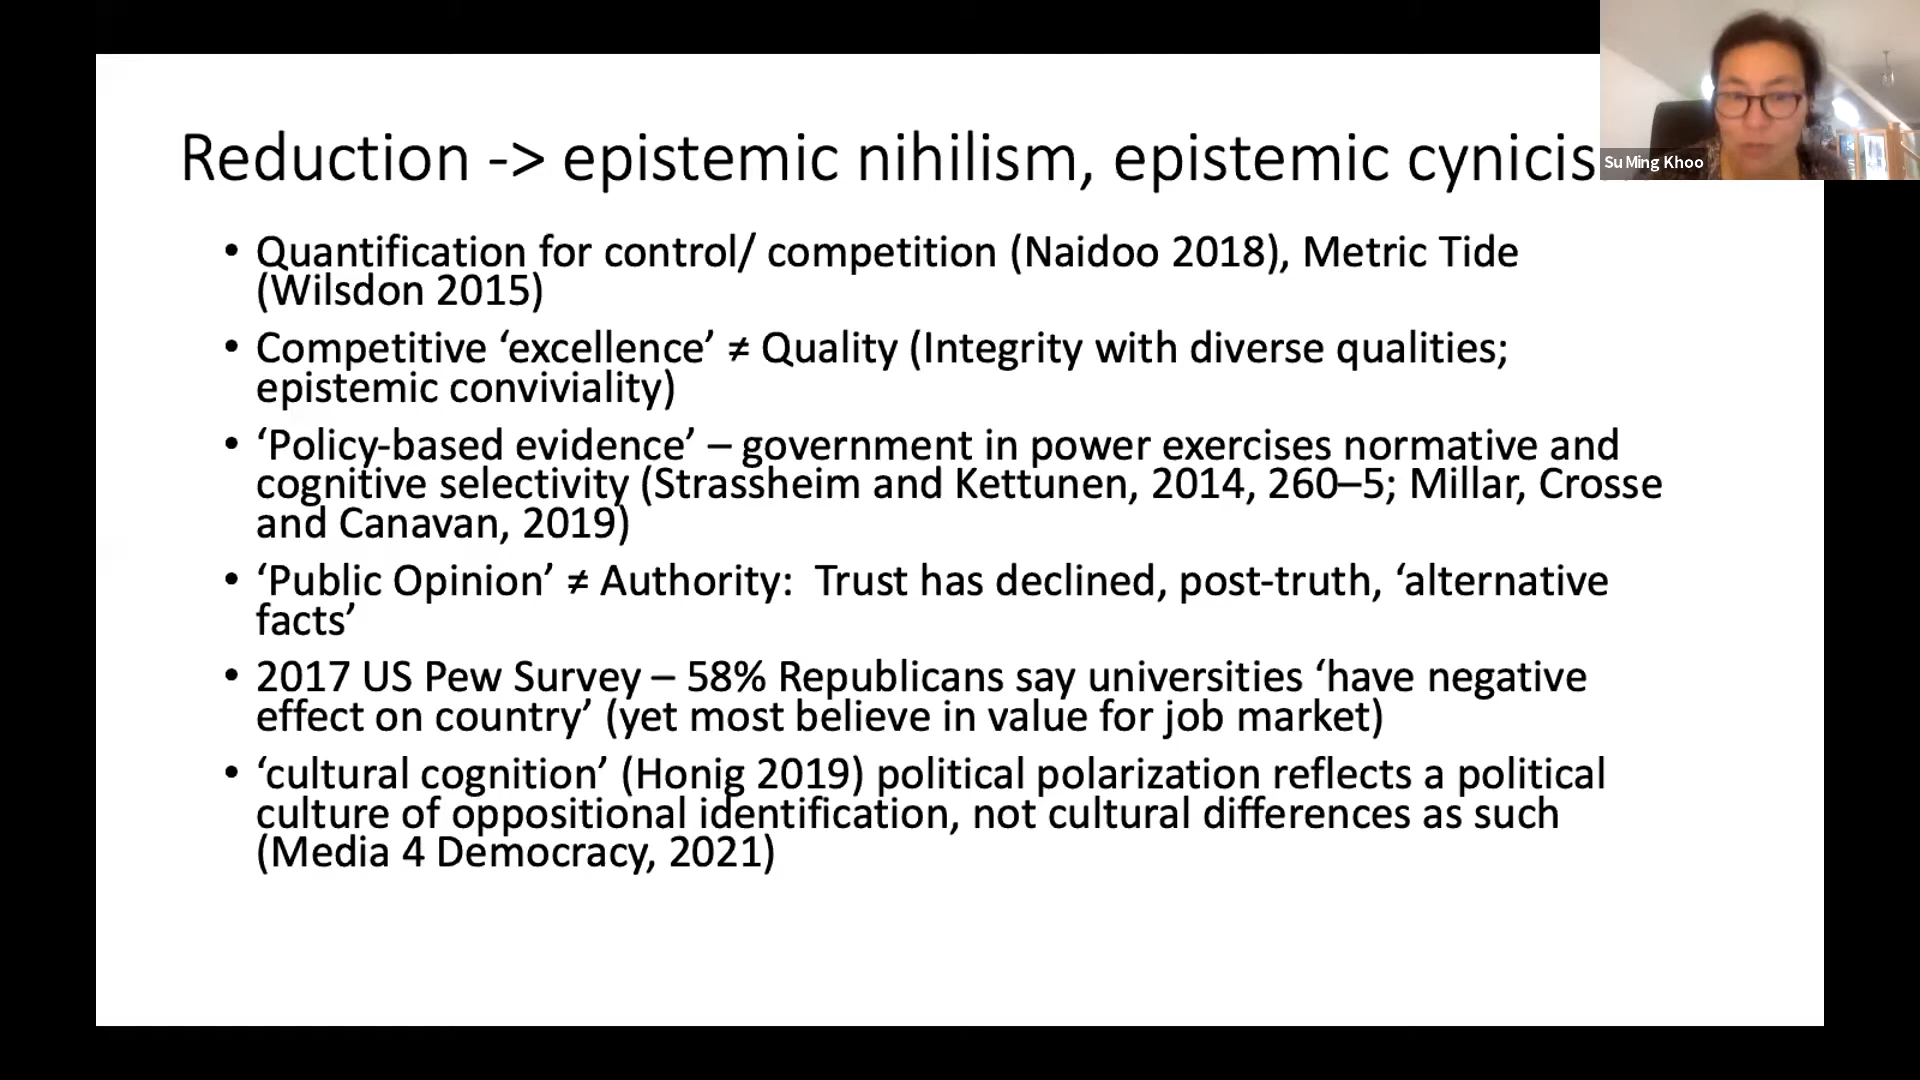 Reduction -> epistemic nihilism, epistemic cynicis
Su Ming Khoo
• Quantification for control/ competition (Naidoo 2018), Metric Tide
(Wilsdon 2015)
• Competitive ‘excellence’ ≠ Quality (Integrity with diverse qualities;
epistemic conviviality)
• ‘Policy-based evidence’ – government in power exercises normative and
cognitive selectivity (Strassheim and Kettunen, 2014, 260–5; Millar, Crosse
and Canavan, 2019)
• ‘Public Opinion’ ≠ Authority:  Trust has declined, post-truth, ‘alternative
facts’
• 2017 US Pew Survey – 58% Republicans say universities ‘have negative
effect on country’ (yet most believe in value for job market)
• ‘cultural cognition’ (Honig 2019) political polarization reflects a political
culture of oppositional identification, not cultural differences as such
(Media 4 Democracy, 2021)